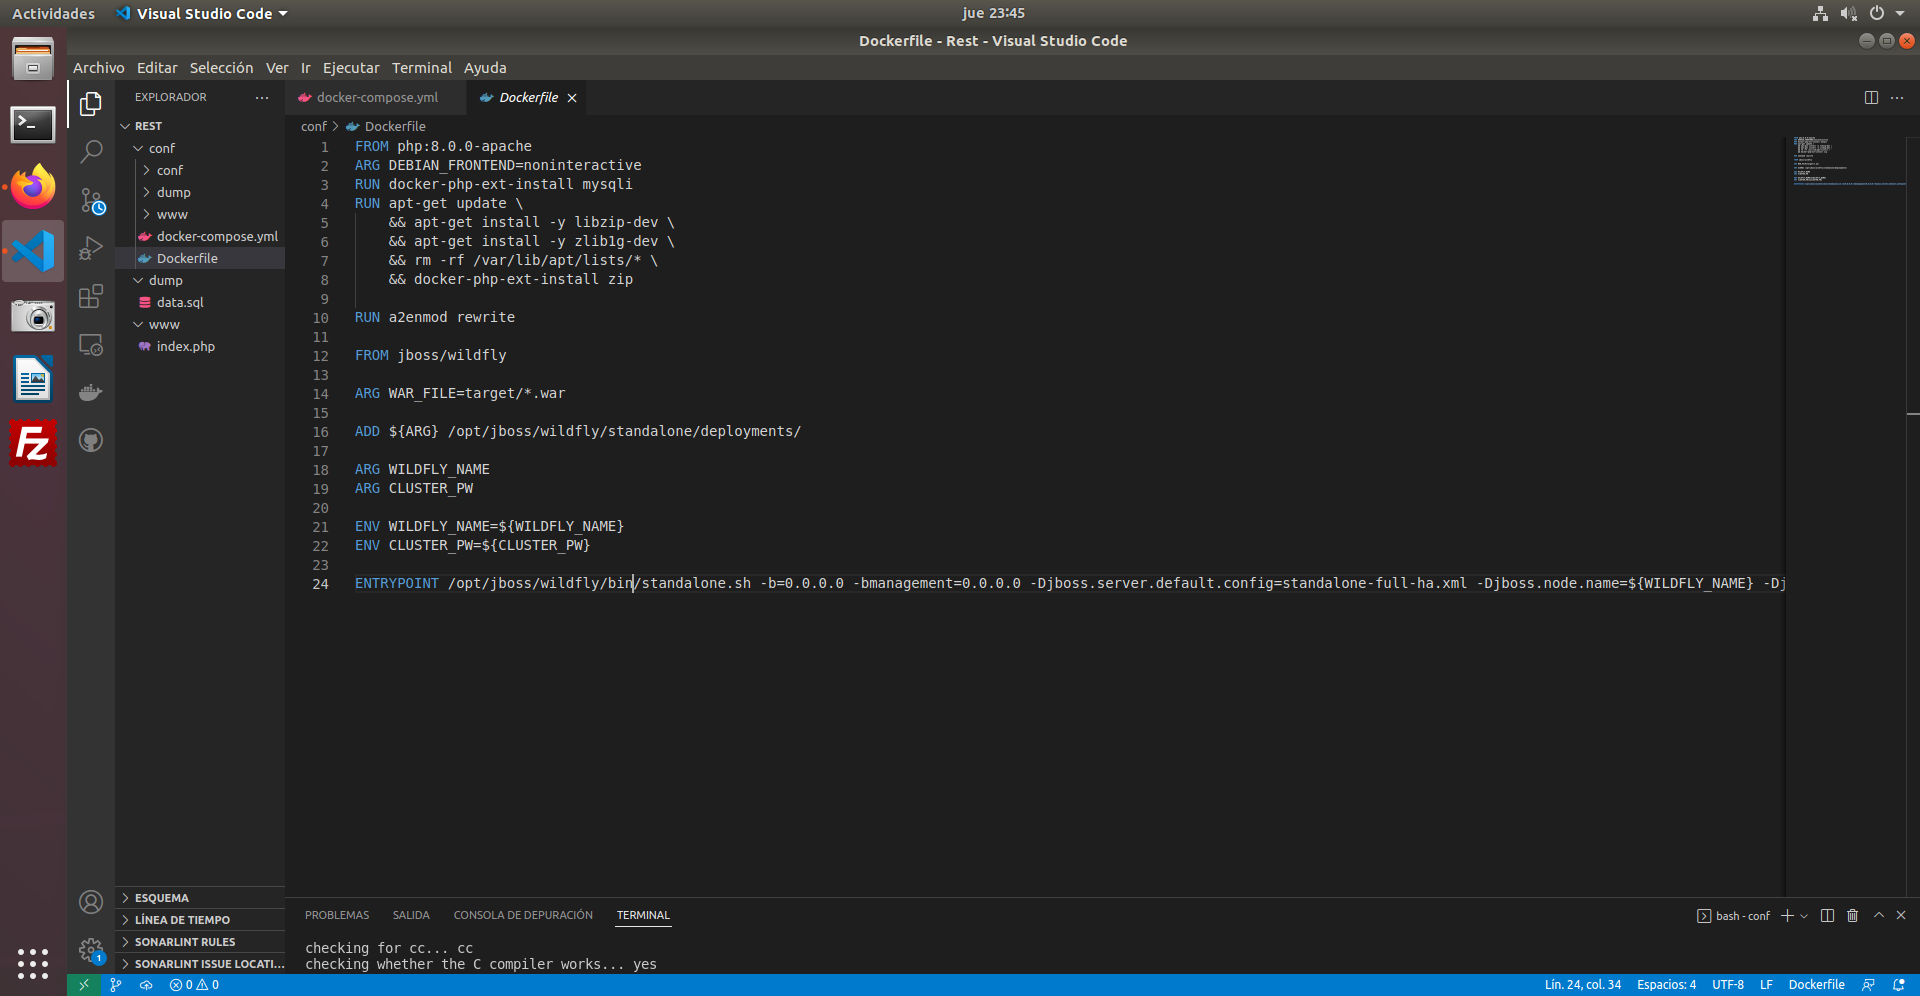 Actividades
Visual Studio Code
jue 23:45
Dockerfile - Rest - Visual Studio Code
Archivo Editar Selección Ver Ir Ejecutar Terminal Ayuda
EXPLORADOR
docker-compose.yml
Dockerfile
REST
conf
conf
dump
www
docker-compose.yml
Dockerfile
dump
data.sql
www
index.php
conf > Dockerfile
1 FROM php:8.0.0-apache
2 ARG DEBIAN_FRONTEND=noninteractive
3 RUN docker-php-ext-install mysqli
4 RUN apt-get update \
5 && apt-get install -y libzip-dev \
6 && apt-get install -y zlib1g-dev \
7 && rm -rf /var/lib/apt/lists/* \
8 && docker-php-ext-install zip
9
10 RUN a2enmod rewrite
11
12 FROM jboss/wildfly
13
14 ARG WAR_FILE=target/*.war
15
16 ADD ${ARG} /opt/jboss/wildfly/standalone/deployments/
17
18 ARG WILDFLY_NAME
19 ARG CLUSTER_PW
20
21 ENV WILDFLY_NAME=${WILDFLY_NAME}
22 ENV CLUSTER_PW=${CLUSTER_PW}
23
24 ENTRYPOINT /opt/jboss/wildfly/bin/standalone.sh -b=0.0.0.0 -bmanagement=0.0.0.0 -Djboss.server.default.config=standalone-full-ha.xml -Djboss.node.name=${WILDFLY_NAME} -Dj
ESQUEMA
LÍNEA DE TIEMPO
SONARLINT RULES
SONARLINT ISSUE LOCATI...
PROBLEMAS SALIDA CONSOLA DE DEPURACIÓN TERMINAL
bash - conf
checking for cc... cc
checking whether the C compiler works... yes
Fz
1
0 0
Lín. 24, col. 34 Espacios: 4 UTF-8 LF Dockerfile